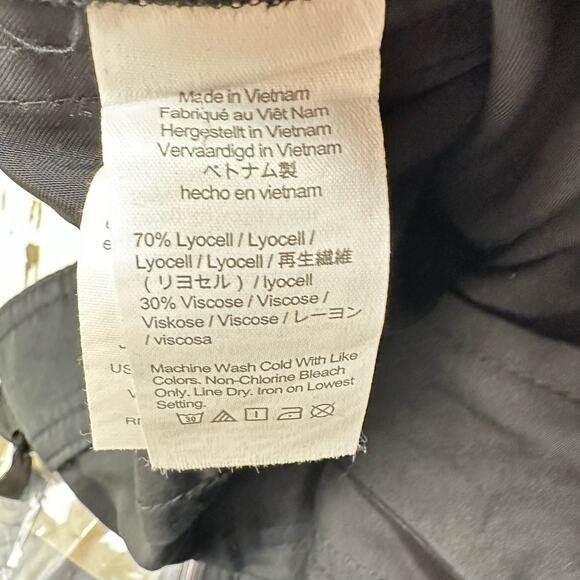 Made in Vietnam
Fabriqué au Việt Nam
Hergestellt in Vietnam
Vervaardigd in Vietnam
ベトナム製
hecho en vietnam
70% Lyocell / Lyocell /
Lyocell / Lyocell / 再生繊維
(リヨセル) / lyocell
30% Viscose / Viscose /
Viskose / Viscose / レーヨン
/ viscosa
Machine Wash Cold With Like
Colors. Non-Chlorine Bleach
Only. Line Dry. Iron on Lowest
Setting.
30
US